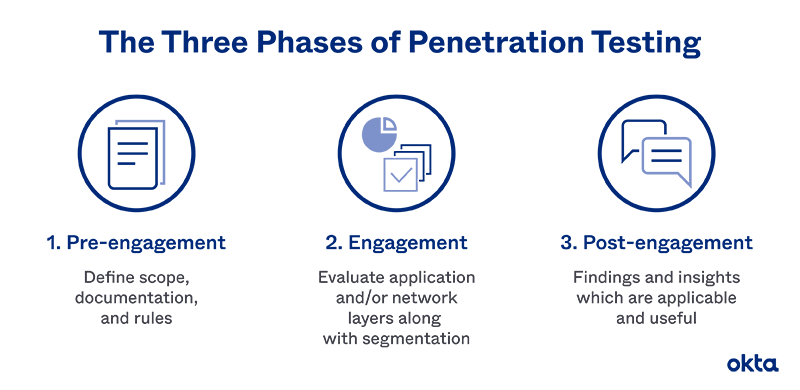 The Three Phases of Penetration Testing
1. Pre-engagement
Define scope,
documentation,
and rules
2. Engagement
Evaluate application
and/or network
layers along
with segmentation
3. Post-engagement
Findings and insights
which are applicable
and useful
okta